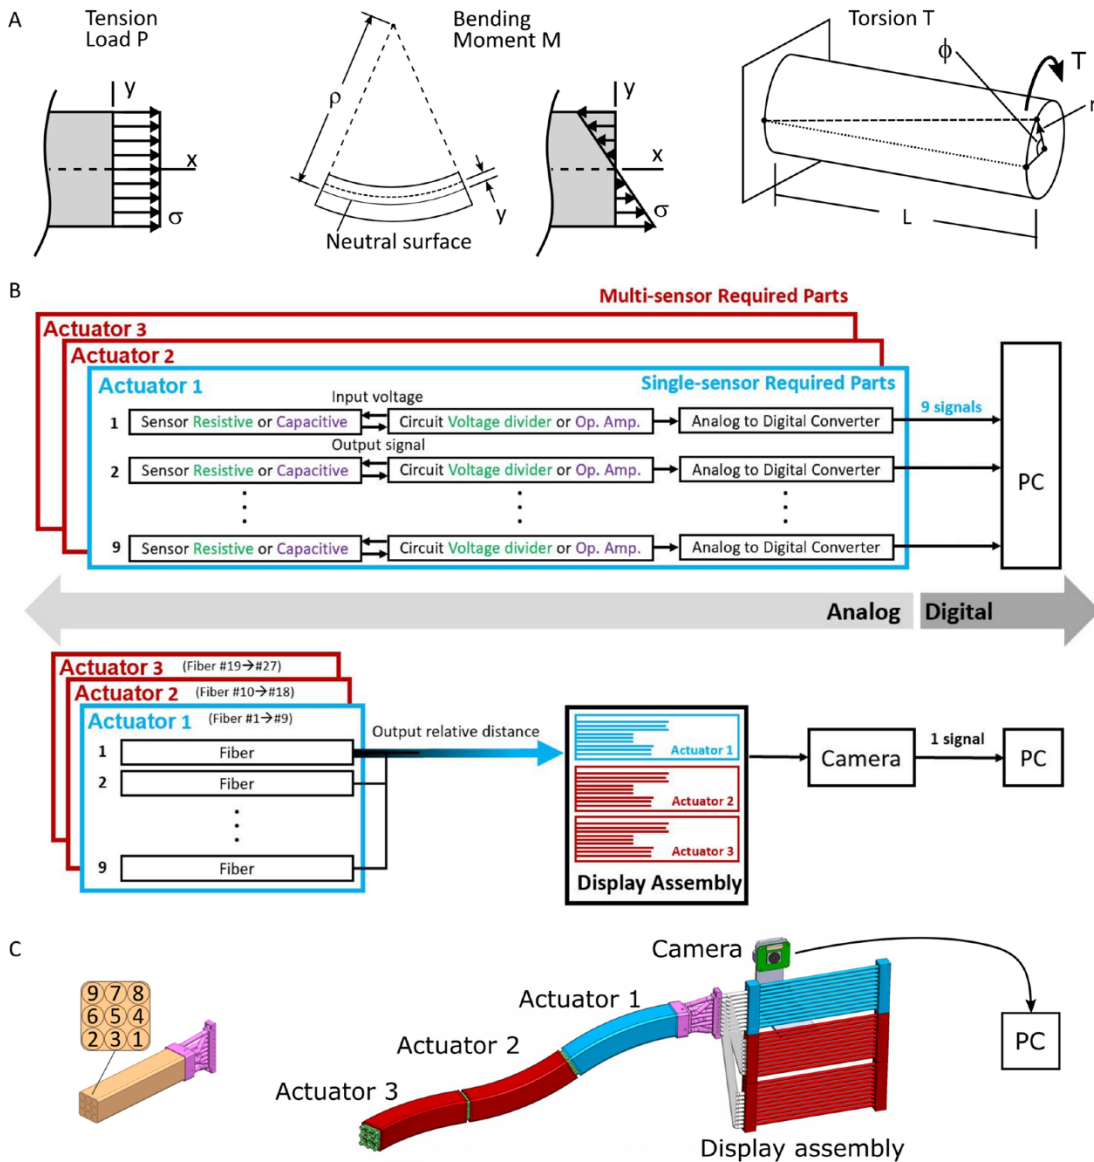 A
Tension
Load P
y
x
σ
ρ
y
Neutral surface
Bending
Moment M
y
x
σ
Torsion T
ϕ
T
r
L
B
Multi-sensor Required Parts
Actuator 3
Actuator 2
Actuator 1
Single-sensor Required Parts
Input voltage
9 signals
1 Sensor Resistive or Capacitive Circuit Voltage divider or Op. Amp. Analog to Digital Converter
Output signal
2 Sensor Resistive or Capacitive Circuit Voltage divider or Op. Amp. Analog to Digital Converter
PC
9 Sensor Resistive or Capacitive Circuit Voltage divider or Op. Amp. Analog to Digital Converter
Analog Digital
Actuator 3 (Fiber #19→#27)
Actuator 2 (Fiber #10→#18)
Actuator 1 (Fiber #1→#9)
1 Fiber
2 Fiber
9 Fiber
Output relative distance
Actuator 1
Actuator 2
Actuator 3
Display Assembly
Camera
1 signal
PC
C
9 7 8
6 5 4
2 3 1
Camera
Actuator 1
Actuator 2
Actuator 3
PC
Display assembly